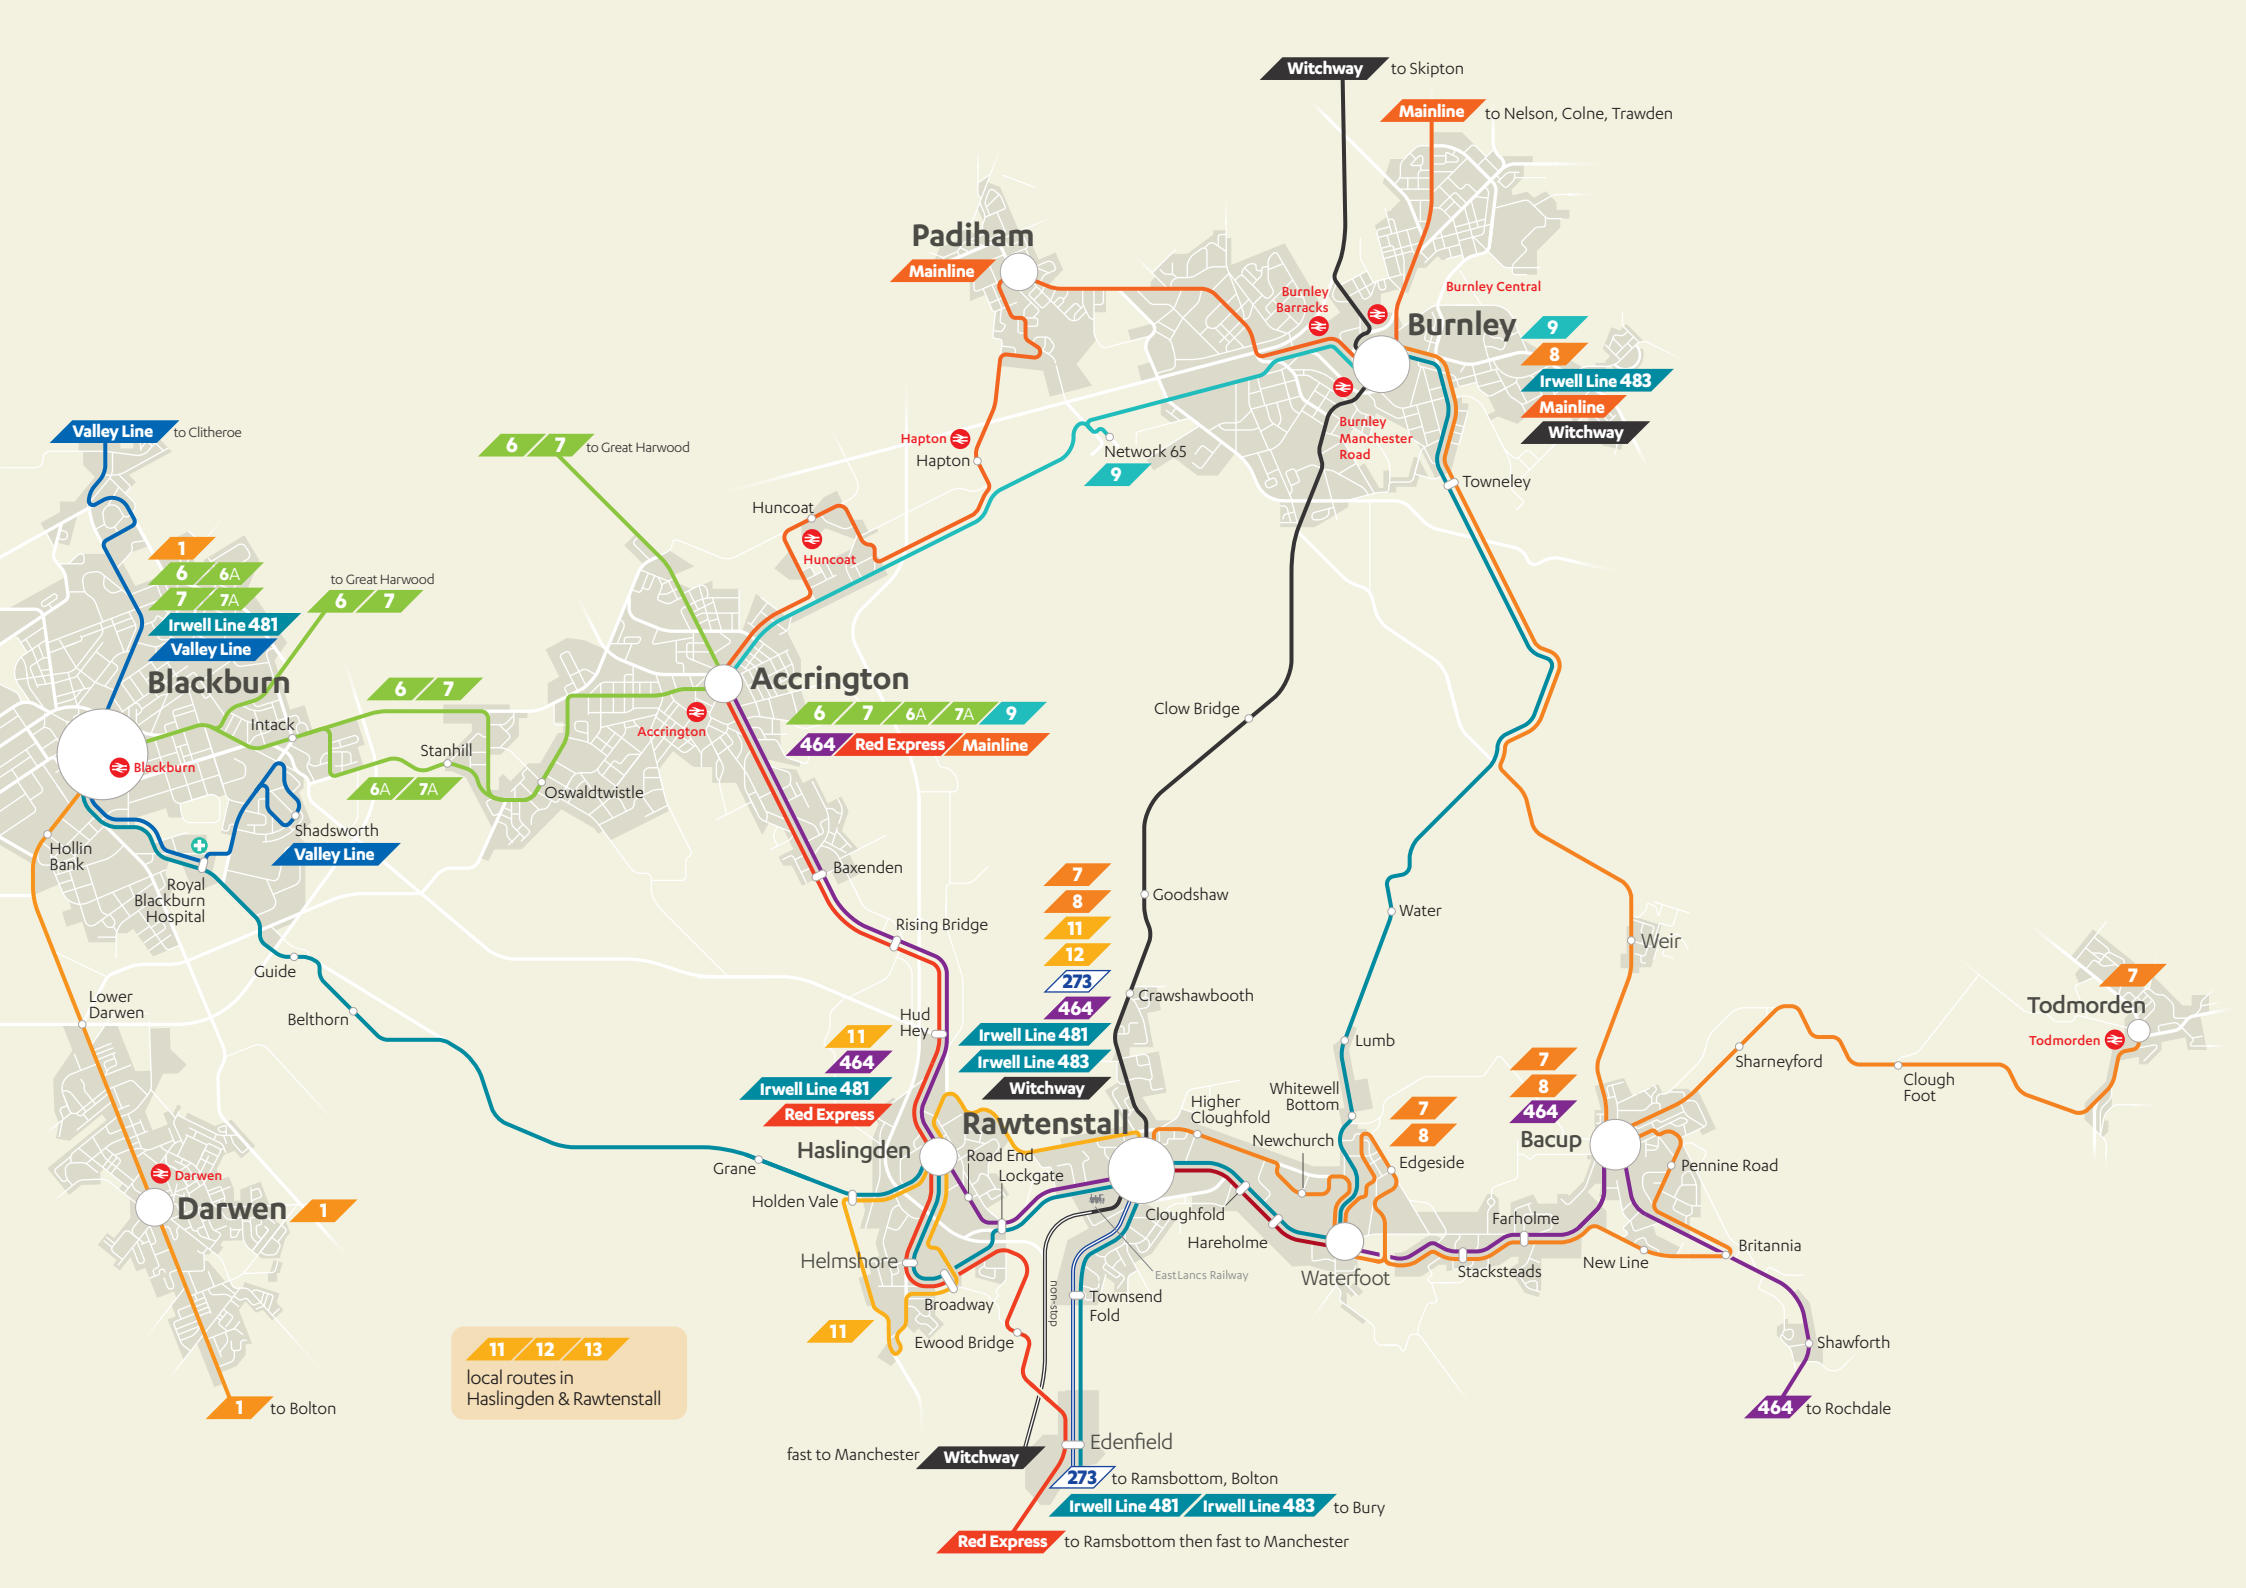 Witchway to Skipton
Mainline to Nelson, Colne, Trawden
Padiham
Mainline
Burnley
Barracks
Burnley Central
Burnley
9
8
Irwell Line 483
Mainline
Witchway
Burnley
Manchester
Road
Valley Line to Clitheroe
6 7 to Great Harwood
Hapton
Hapton
Network 65
9
Towneley
Huncoat
Huncoat
1
6 6A
7 7A
Irwell Line 481
Valley Line
Blackburn
to Great Harwood
6 7
6 7
Intack
Stanhill
Blackburn
6A 7A
Oswaldtwistle
Accrington
Accrington
6 7 6A 7A 9
464 Red Express Mainline
Clow Bridge
Shadsworth
Valley Line
Hollin
Bank
Royal
Blackburn
Hospital
Baxenden
Rising Bridge
7
8
11
12
273
464
Irwell Line 481
Irwell Line 483
Witchway
Goodshaw
Water
Weir
Guide
Lower
Darwen
Belthorn
Crawshawbooth
7
Todmorden
Todmorden
Hud
Hey
11
464
Irwell Line 481
Red Express
Lumb
Sharneyford
Clough
Foot
7
8
464
Bacup
Whitewell
Bottom
7
8
Edgeside
Higher
Cloughfold
Newchurch
Rawtenstall
Haslingden
Road End
Lockgate
Grane
Holden Vale
Pennine Road
Darwen
Darwen
1
Cloughfold
Hareholme
Farholme
Britannia
New Line
Stacksteads
Waterfoot
Helmshore
EastLancs Railway
Broadway
Townsend
Fold
non-stop
11
Ewood Bridge
Shawforth
11 12 13
local routes in
Haslingden & Rawtenstall
1 to Bolton
464 to Rochdale
Edenfield
fast to Manchester Witchway
273 to Ramsbottom, Bolton
Irwell Line 481 Irwell Line 483 to Bury
Red Express to Ramsbottom then fast to Manchester